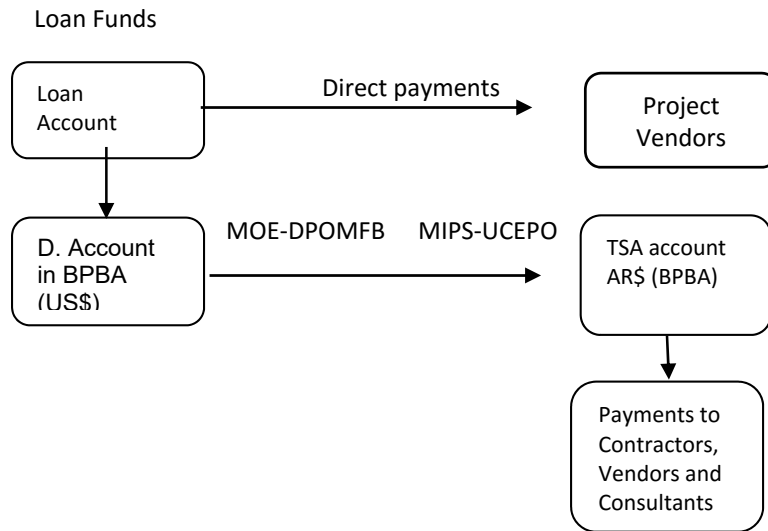 Loan Funds
Loan
Account
Direct payments
Project
Vendors
D. Account
in BPBA
(US$)
MOE-DPOMFB MIPS-UCEPO
TSA account
AR$ (BPBA)
Payments to
Contractors,
Vendors and
Consultants